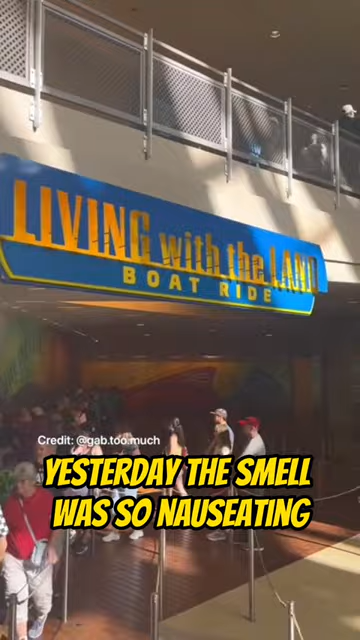 LIVING with the LAND
BOAT RIDE
Credit: @gab.too.much
YESTERDAY THE SMELL
WAS SO NAUSEATING